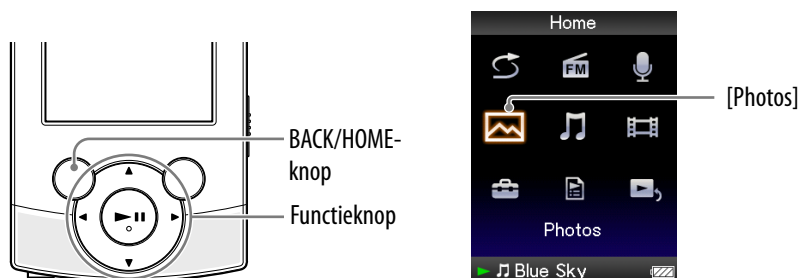 BACK/HOME-
knop
Functieknop
Home
FM
[Photos]
Photos
Blue Sky